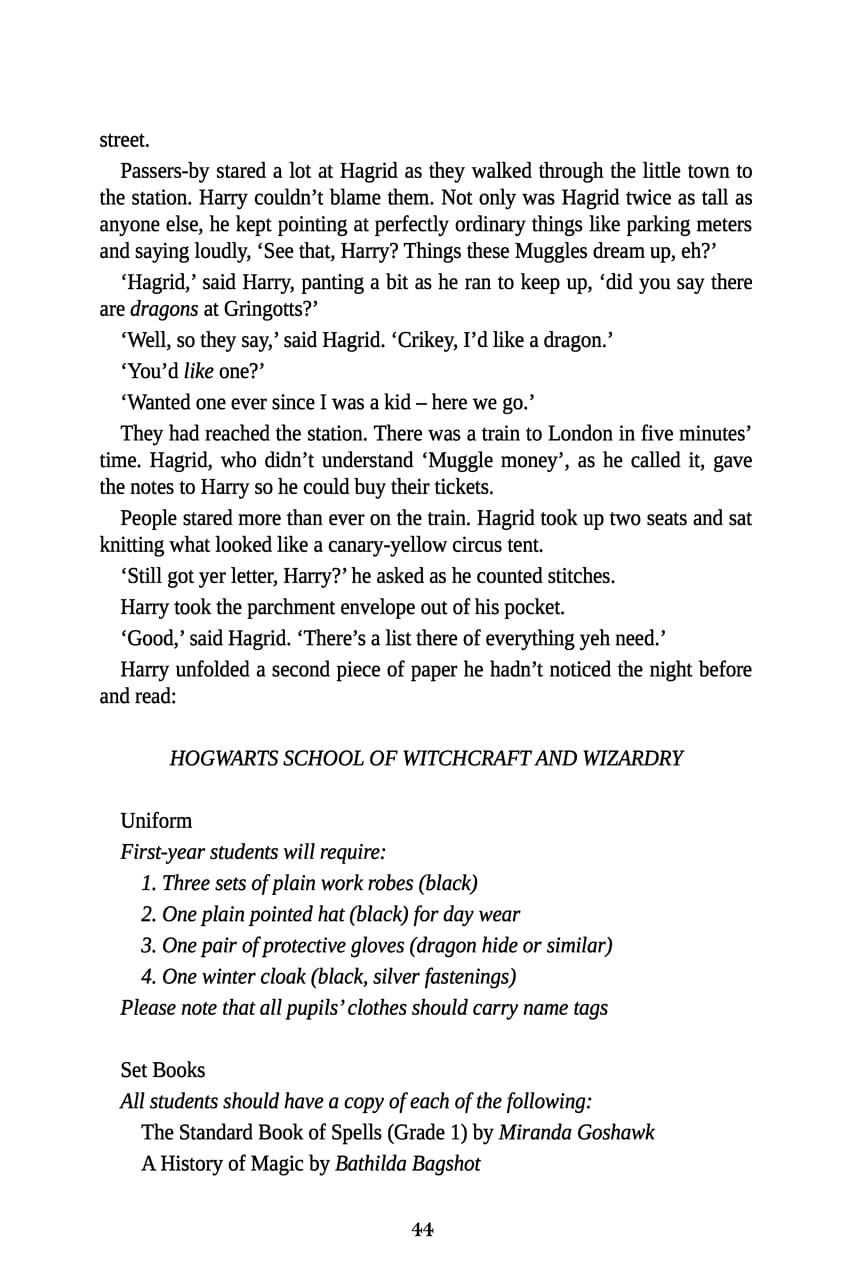 street.
Passers-by stared a lot at Hagrid as they walked through the little town to
the station. Harry couldn’t blame them. Not only was Hagrid twice as tall as
anyone else, he kept pointing at perfectly ordinary things like parking meters
and saying loudly, ‘See that, Harry? Things these Muggles dream up, eh?’
‘Hagrid,’ said Harry, panting a bit as he ran to keep up, ‘did you say there
are dragons at Gringotts?’
‘Well, so they say,’ said Hagrid. ‘Crikey, I’d like a dragon.’
‘You’d like one?’
‘Wanted one ever since I was a kid – here we go.’
They had reached the station. There was a train to London in five minutes’
time. Hagrid, who didn’t understand ‘Muggle money’, as he called it, gave
the notes to Harry so he could buy their tickets.
People stared more than ever on the train. Hagrid took up two seats and sat
knitting what looked like a canary-yellow circus tent.
‘Still got yer letter, Harry?’ he asked as he counted stitches.
Harry took the parchment envelope out of his pocket.
‘Good,’ said Hagrid. ‘There’s a list there of everything yeh need.’
Harry unfolded a second piece of paper he hadn’t noticed the night before
and read:
HOGWARTS SCHOOL OF WITCHCRAFT AND WIZARDRY
Uniform
First-year students will require:
1. Three sets of plain work robes (black)
2. One plain pointed hat (black) for day wear
3. One pair of protective gloves (dragon hide or similar)
4. One winter cloak (black, silver fastenings)
Please note that all pupils’ clothes should carry name tags
Set Books
All students should have a copy of each of the following:
The Standard Book of Spells (Grade 1) by Miranda Goshawk
A History of Magic by Bathilda Bagshot
44